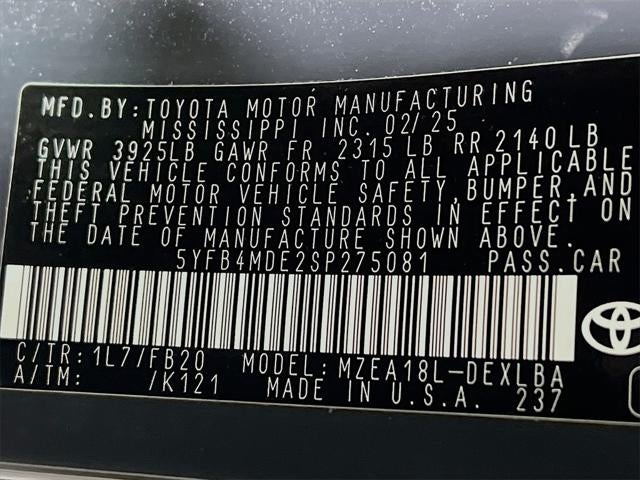 MFD.BY:TOYOTA MOTOR MANUFACTURING
MISSISSIPPI INC. 02/25
GVWR 3925LB GAWR FR 2315 LB RR 2140 LB
THIS VEHICLE CONFORMS TO ALL APPLICABLE
FEDERAL MOTOR VEHICLE SAFETY,BUMPER,AND
THEFT PREVENTION STANDARDS IN EFFECT ON
THE DATE OF MANUFACTURE SHOWN ABOVE.
5YFB4MDE2SP275081 PASS.CAR
C/TR:1L7/FB20 MODEL:MZEA18L-DEXLBA
A/TM: /K121 MADE IN U.S.A. 237